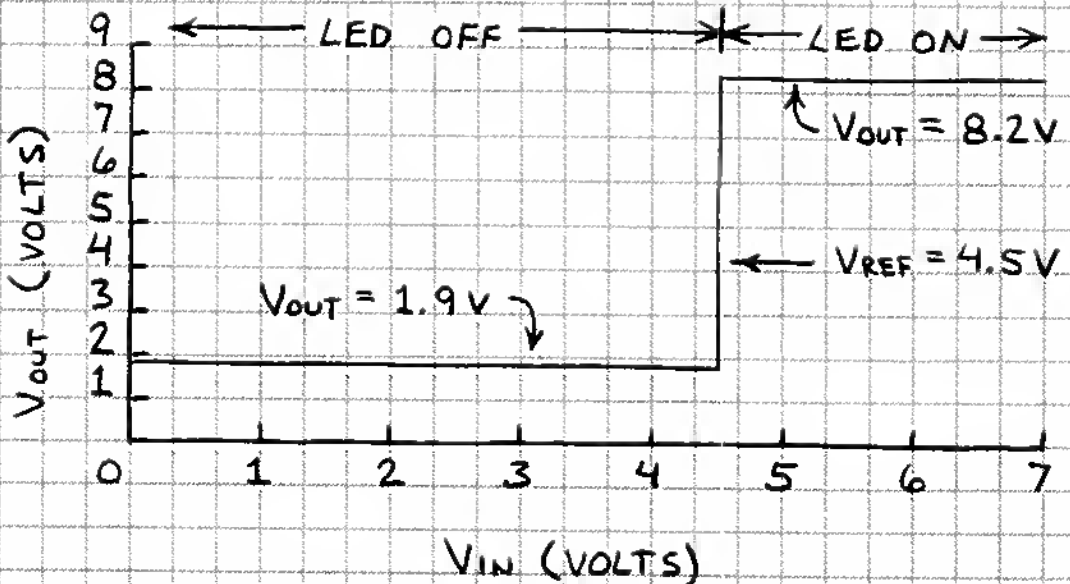 9
LED OFF
LED ON
8
7
VOUT = 8.2V
6
5
4
VREF = 4.5V
3
VOUT = 1.9V
2
1
VOUT (VOLTS)
0 1 2 3 4 5 6 7
VIN (VOLTS)